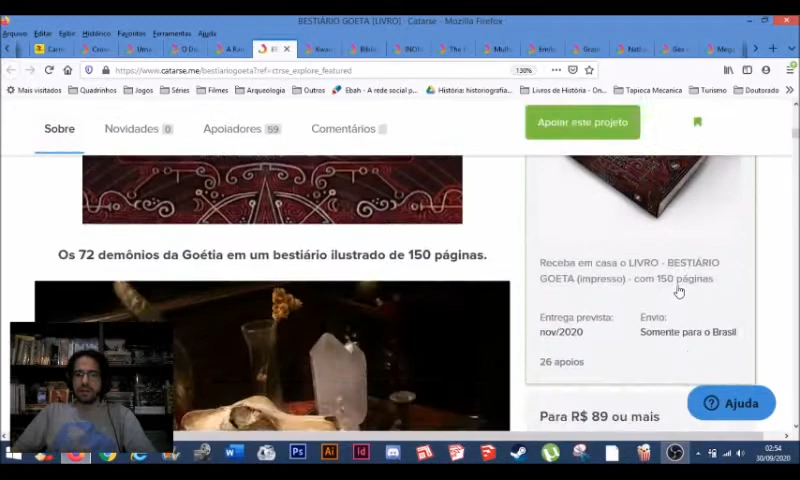 BESTIÁRIO GOETA [LIVRO] · Catarse - Mozilla Firefox
Arquivo Editar Exibir Histórico Favoritos Ferramentas Ajuda
https://www.catarse.me/bestiariogoeta?ref=ctrse_explore_featured
130%
Mais visitados Quadrinhos Jogos Séries Filmes Arqueologia Outros Ebah - A rede social p... História: historiografia... Livros de História - On... Tapioca Mecanica Turismo Doutorado
Sobre Novidades 0 Apoiadores 59 Comentários
Apoiar este projeto
Os 72 demônios da Goétia em um bestiário ilustrado de 150 páginas.
Receba em casa o LIVRO - BESTIÁRIO
GOETA (impresso) - com 150 páginas
Entrega prevista: Envio:
nov/2020 Somente para o Brasil
26 apoios
Ajuda
Para R$ 89 ou mais
02:54
30/09/2020